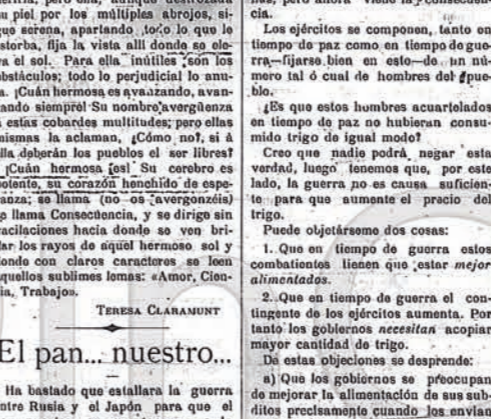 su piel por los múltiples abrojos, si-
gue serena, apartando todo lo que le
estorba, fija la vista allí donde se ele-
va el sol. Para ella inútiles son los
obstáculos; todo lo perjudicial lo anu-
la. ¡Cuán hermosa es avanzando, avan-
zando siempre! Su nombre avergüenza
a estas cobardes multitudes; pero ellas
mismas la aclaman, ¿Cómo no?, si á
ella deberán los pueblos el ser libres?
¡Cuán hermosa es! Su cerebro es
potente, su corazón henchido de espe-
ranza; se llama (no os avergonzéis)
se llama Consecuencia, y se dirige sin
vacilaciones hacia donde se ven bri-
llar los rayos de aquel hermoso sol y
donde con claros caracteres se leen
aquellos sublimes lemas: «Amor, Cien-
cia, Trabajo».
TERESA CLARAMUNT
El pan... nuestro...
Ha bastado que estallara la guerra
entre Rusia y el Japón para que el
cia.
Los ejércitos se componen, tanto en
tiempo de paz como en tiempo de gue-
rra—fijarse bien en esto—de un nú-
mero tal ó cual de hombres del pue-
blo.
¿Es que estos hombres acuartelados
en tiempo de paz no hubieran consu-
mido trigo de igual modo?
Creo que nadie podrá negar esta
verdad, luego tenemos que, por este
lado, la guerra no es causa suficien-
te para que aumente el precio del
trigo.
Puede objetárseme dos cosas:
1. Que en tiempo de guerra estos
combatientes tienen que estar mejor
alimentados.
2. Que en tiempo de guerra el con-
tingente de los ejércitos aumenta. Por
tanto los gobiernos necesitan acopiar
mayor cantidad de trigo.
De estas objeciones se desprende:
a) Que los gobiernos se preocupan
de mejorar la alimentación de sus sub-
ditos precisamente cuando los envían